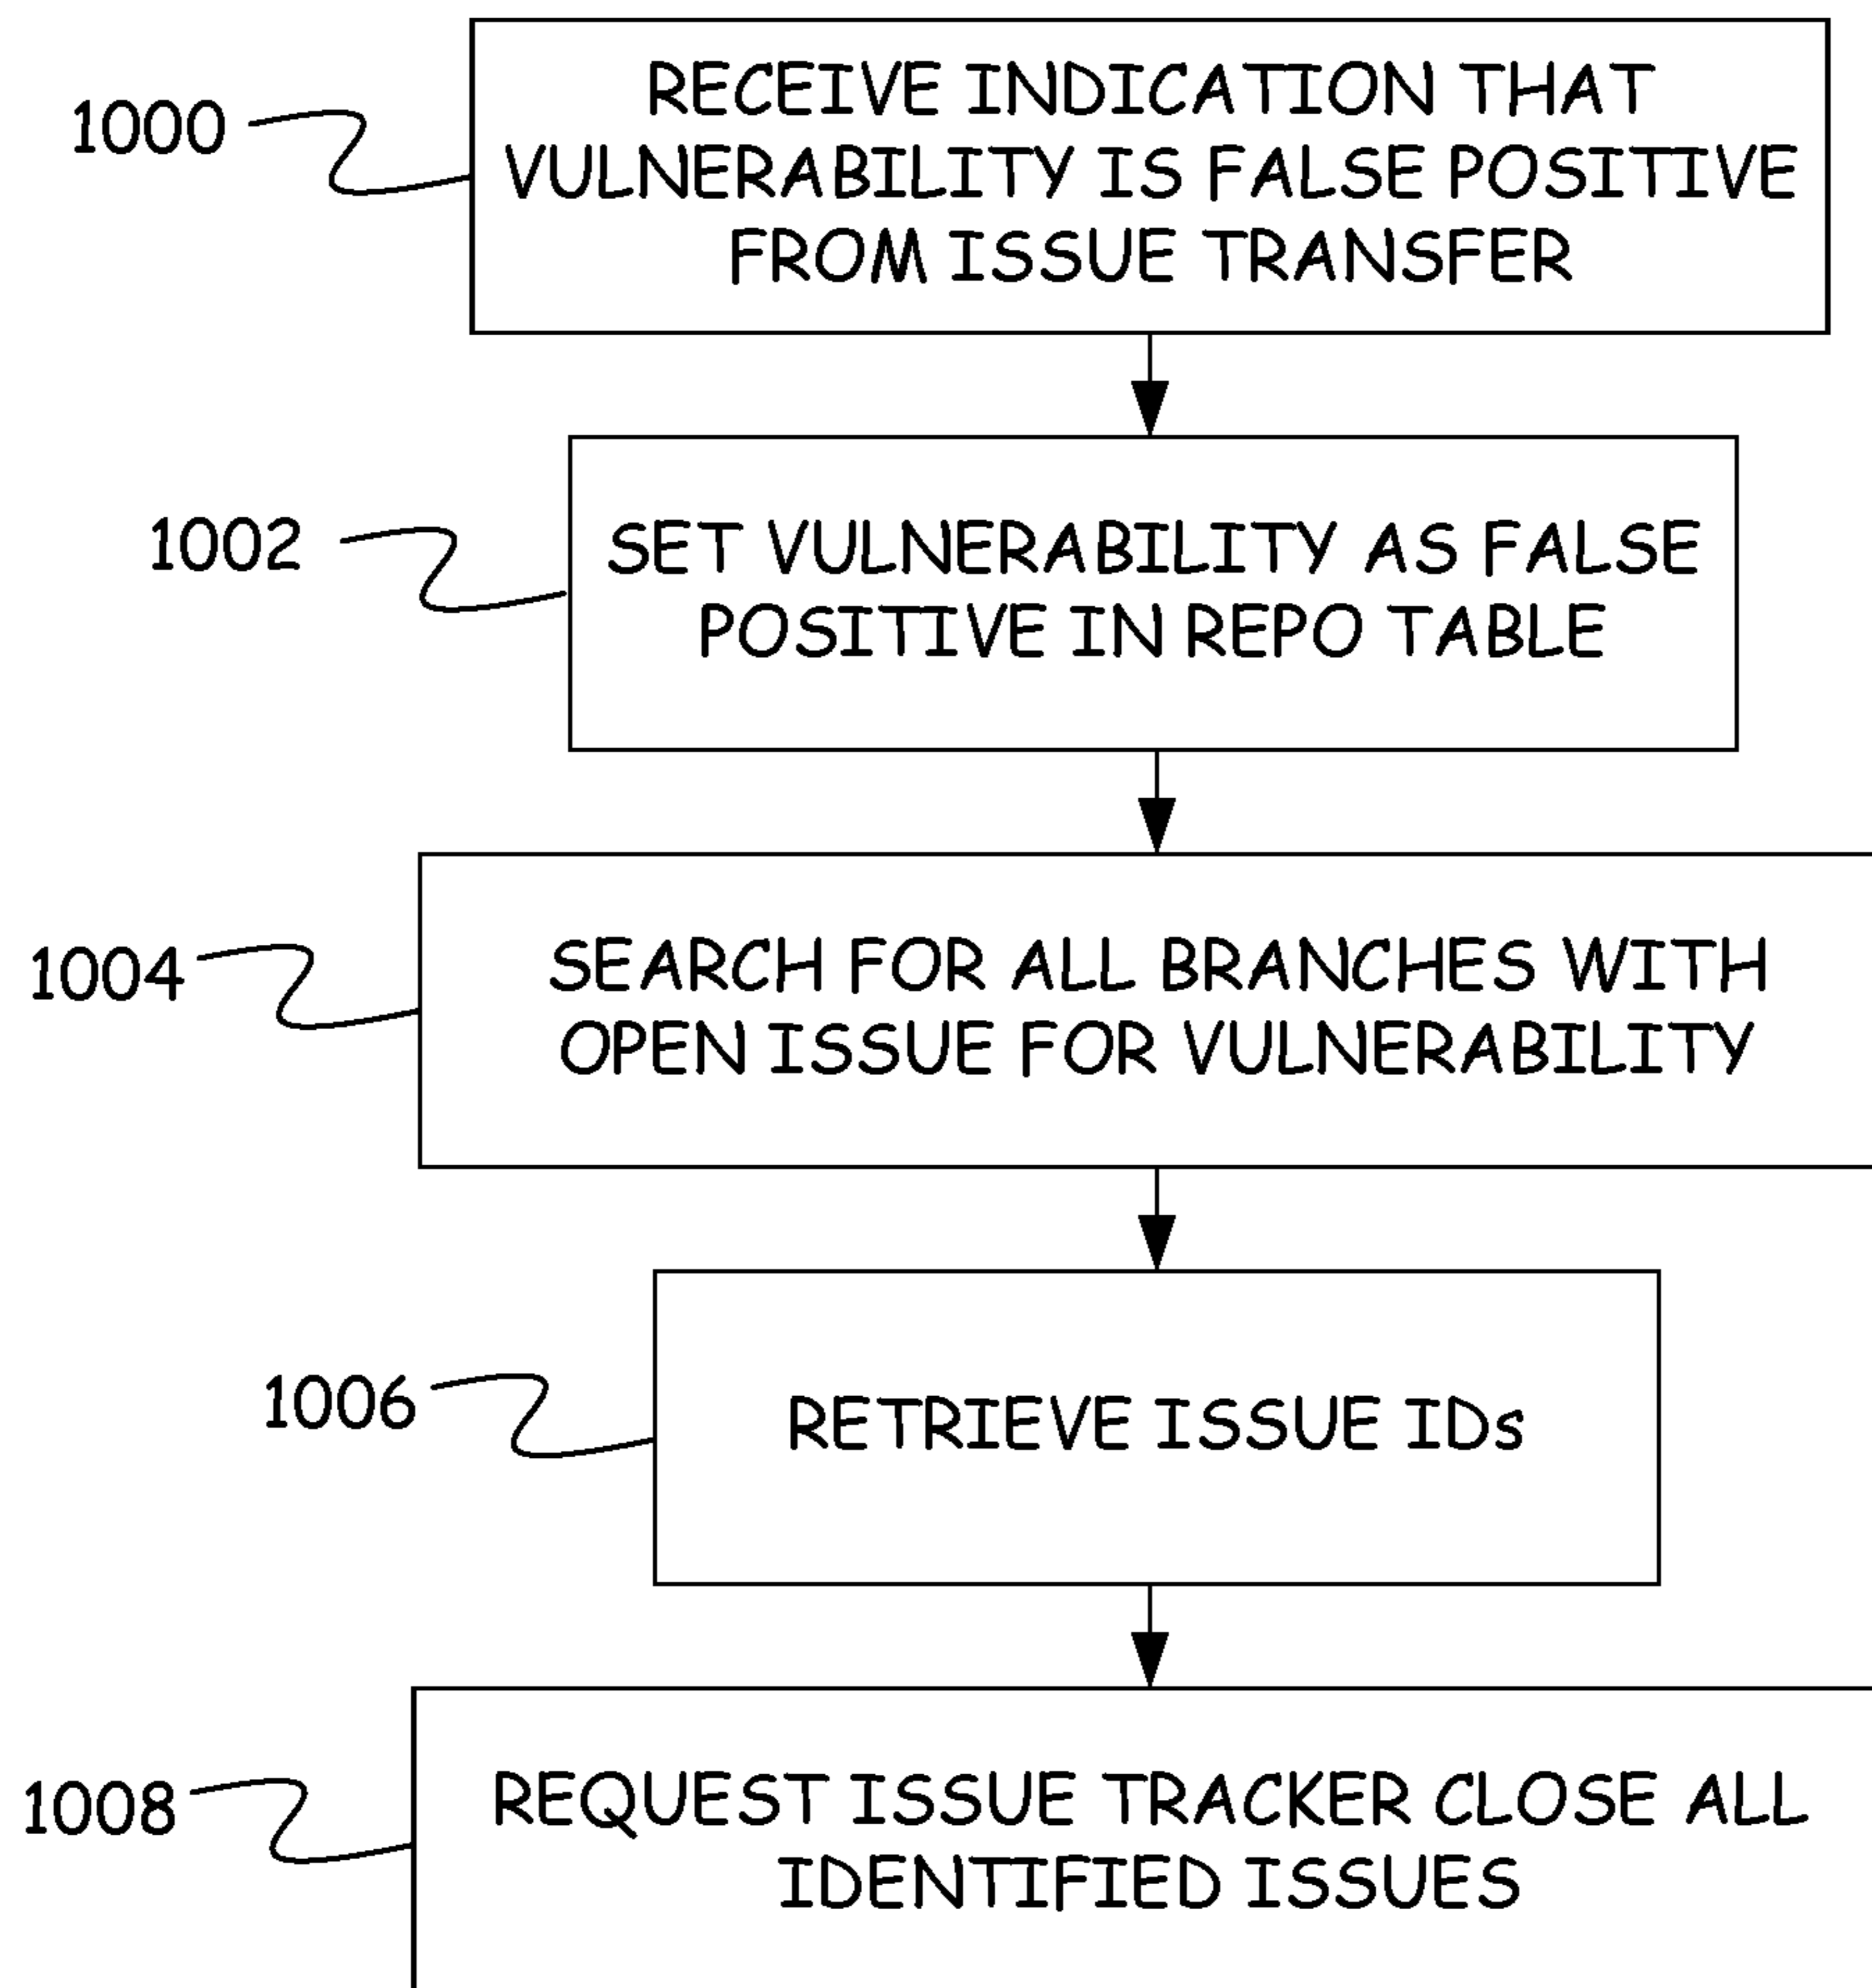 1000
RECEIVE INDICATION THAT
VULNERABILITY IS FALSE POSITIVE
FROM ISSUE TRANSFER
1002
SET VULNERABILITY AS FALSE
POSITIVE IN REPO TABLE
1004
SEARCH FOR ALL BRANCHES WITH
OPEN ISSUE FOR VULNERABILITY
1006
RETRIEVE ISSUE IDs
1008
REQUEST ISSUE TRACKER CLOSE ALL
IDENTIFIED ISSUES